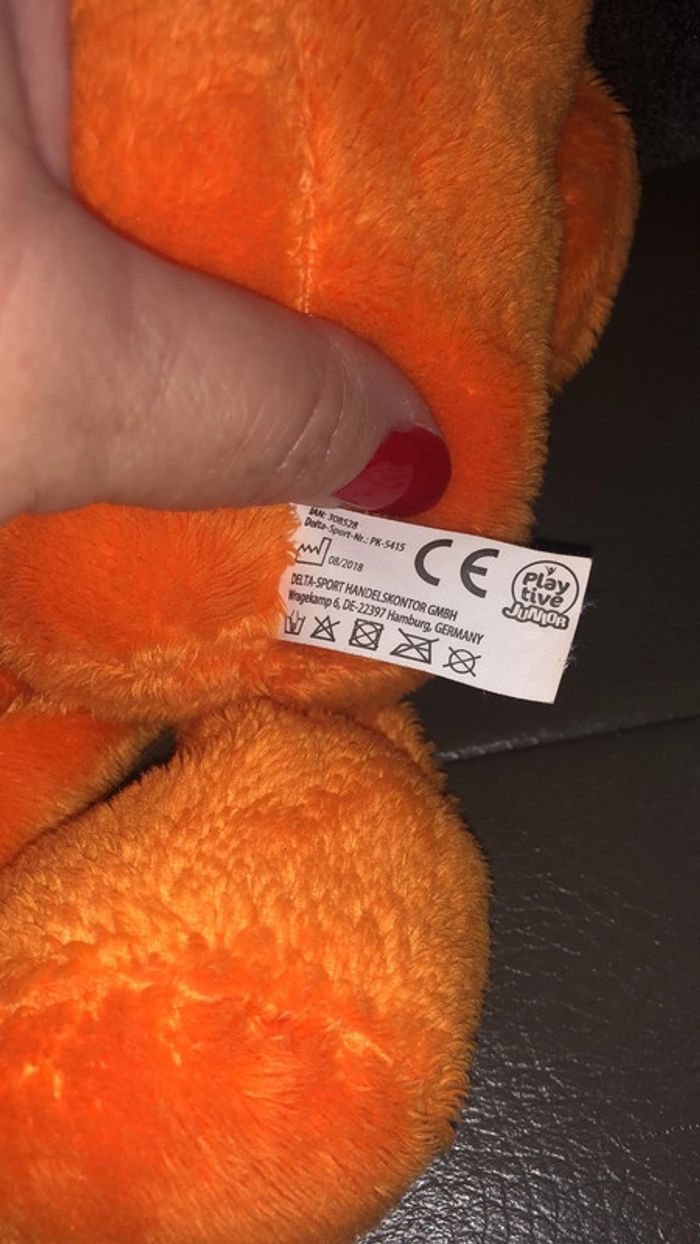 IAN: 308528
Delta-Sport-Nr.: PK-5415
08/2018
CE
DELTA-SPORT HANDELSKONTOR GMBH
Wragekamp 6, DE-22397 Hamburg, GERMANY
Play
tive
JUNIOR